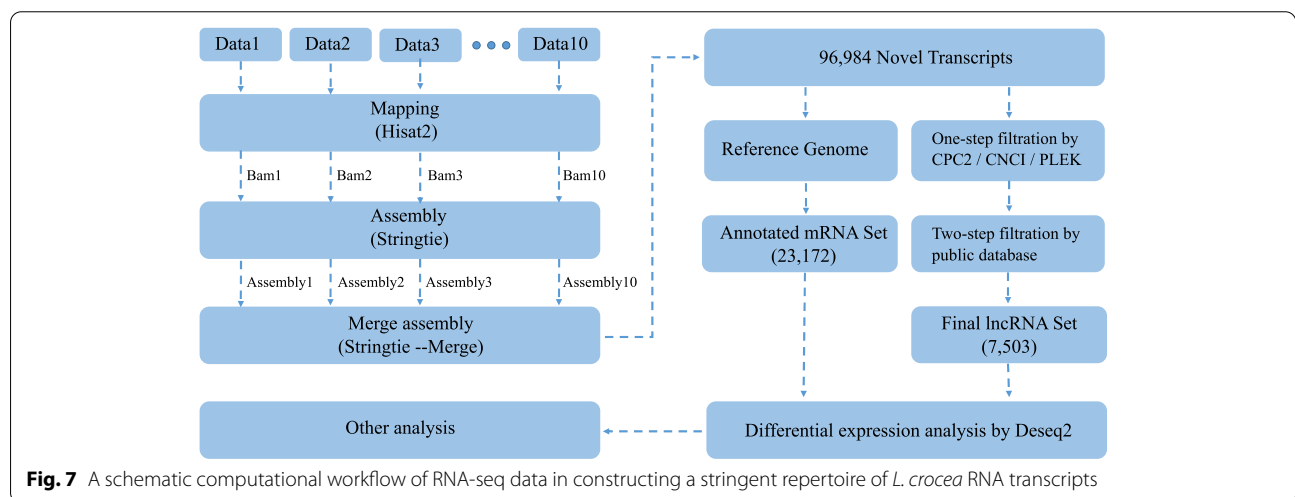 Data1
Data2
Data3
Data10
Mapping
(Hisat2)
Bam1
Bam2
Bam3
Bam10
Assembly
(Stringtie)
Assembly1
Assembly2
Assembly3
Assembly10
Merge assembly
(Stringtie --Merge)
96,984 Novel Transcripts
Reference Genome
Annotated mRNA Set
(23,172)
One-step filtration by
CPC2 / CNCI / PLEK
Two-step filtration by
public database
Final lncRNA Set
(7,503)
Differential expression analysis by Deseq2
Other analysis
Fig. 7 A schematic computational workflow of RNA-seq data in constructing a stringent repertoire of L. crocea RNA transcripts